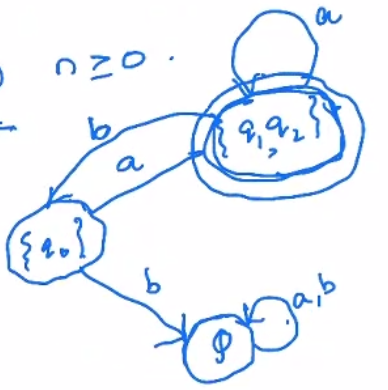 a
n ≥ 0 .
b
{q₁, q₂}
a
{q₀}
b
a,b
φ